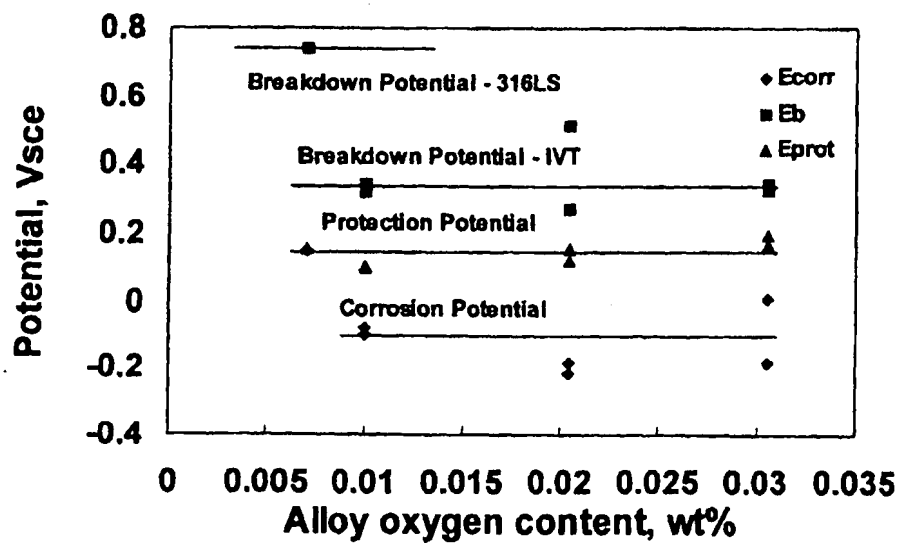 0.8
0.6
0.4
0.2
0
-0.2
-0.4
Potential, Vsce
Breakdown Potential - 316LS
Ecorr
Eb
Eprot
Breakdown Potential - IVT
Protection Potential
Corrosion Potential
0 0.005 0.01 0.015 0.02 0.025 0.03 0.035
Alloy oxygen content, wt%